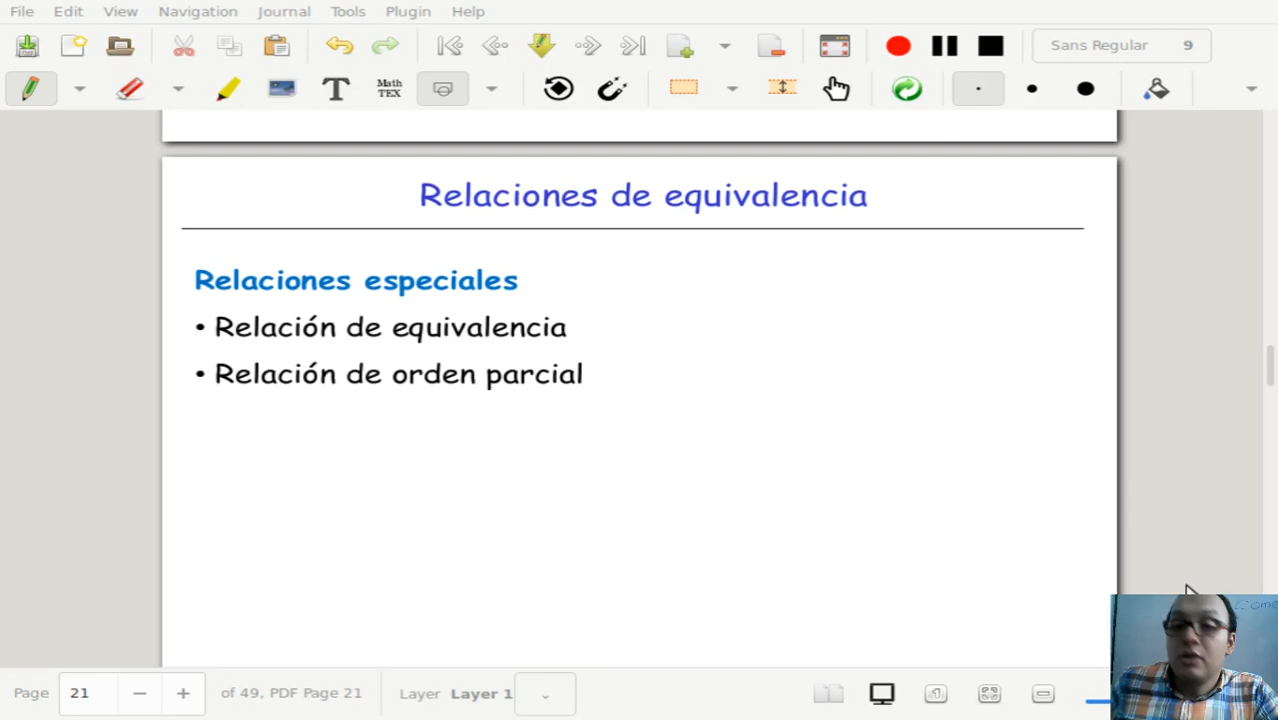 File Edit View Navigation Journal Tools Plugin Help
Sans Regular 9
T Math TEX
Relaciones de equivalencia
Relaciones especiales
• Relación de equivalencia
• Relación de orden parcial
Page 21 of 49, PDF Page 21 Layer Layer 1